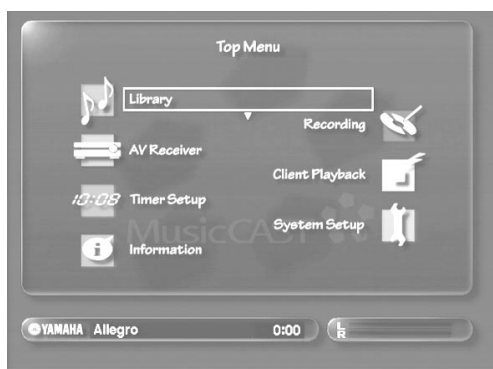 Top Menu
Library
Recording
AV Receiver
Client Playback
10:08 Timer Setup
System Setup
MusicCAST
i Information
YAMAHA Allegro 0:00 L
R